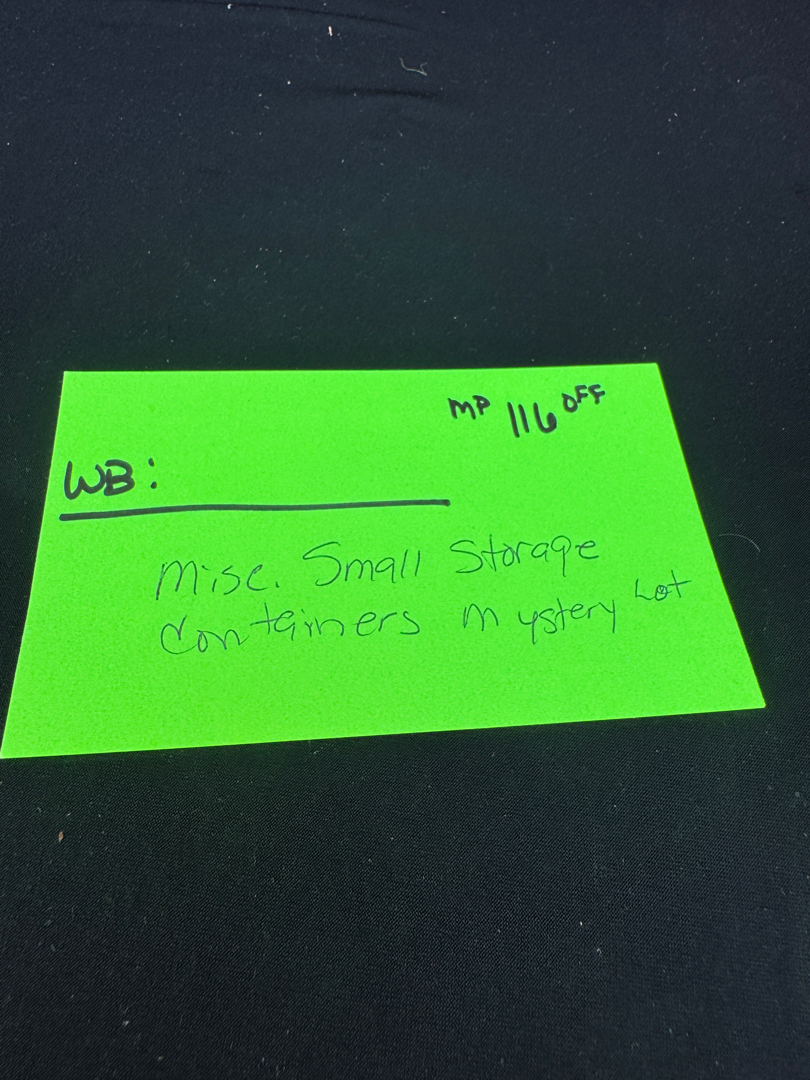 MP 116 OFF
WB:
Misc. Small Storage
Containers Mystery Lot